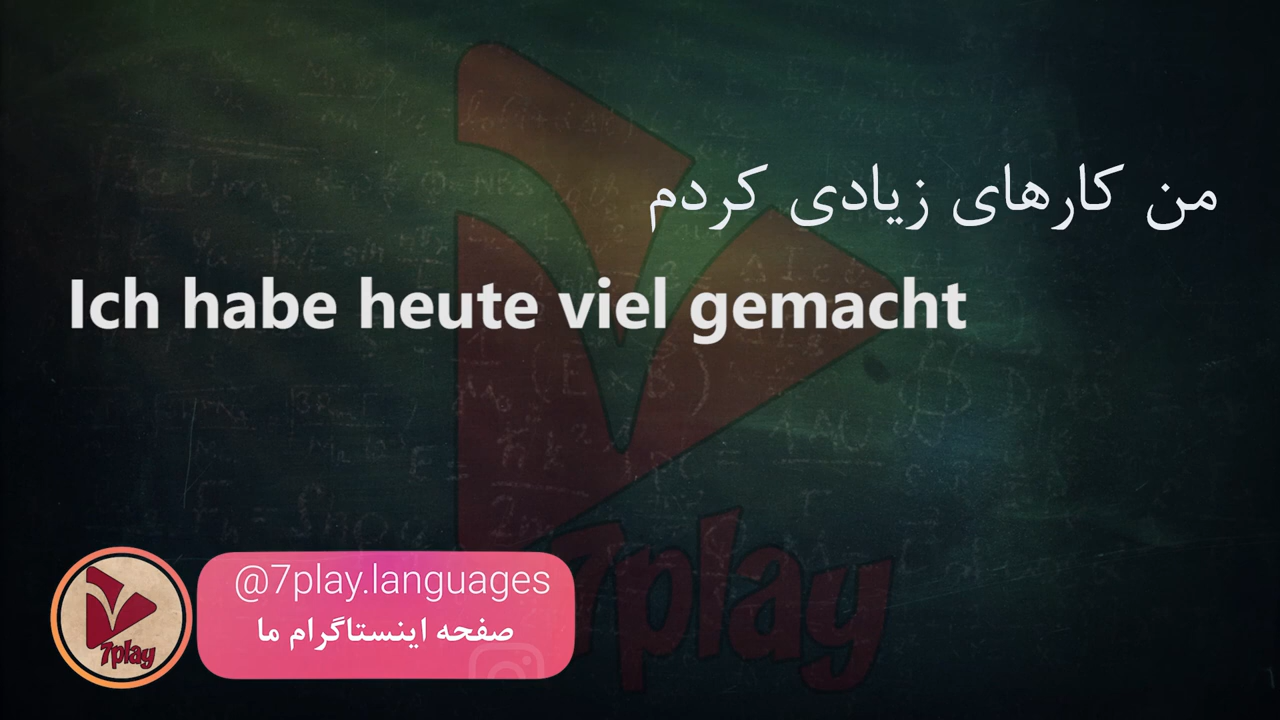 من کارهای زیادی کردم
Ich habe heute viel gemacht
@7play.languages
صفحه اینستاگرام ما
7play
7play